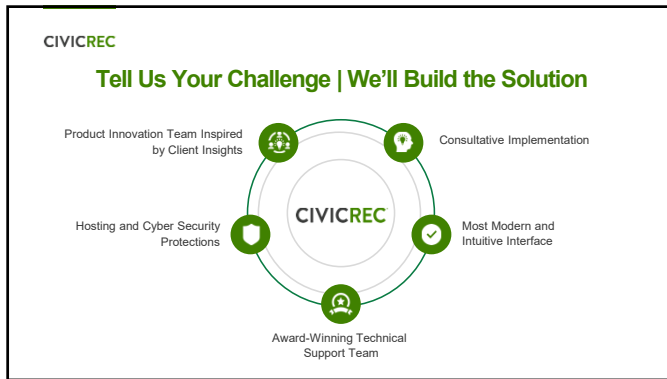 CIVICREC
Tell Us Your Challenge | We'll Build the Solution
Product Innovation Team Inspired
by Client Insights
Consultative Implementation
CIVICREC
Hosting and Cyber Security
Protections
Most Modern and
Intuitive Interface
Award-Winning Technical
Support Team